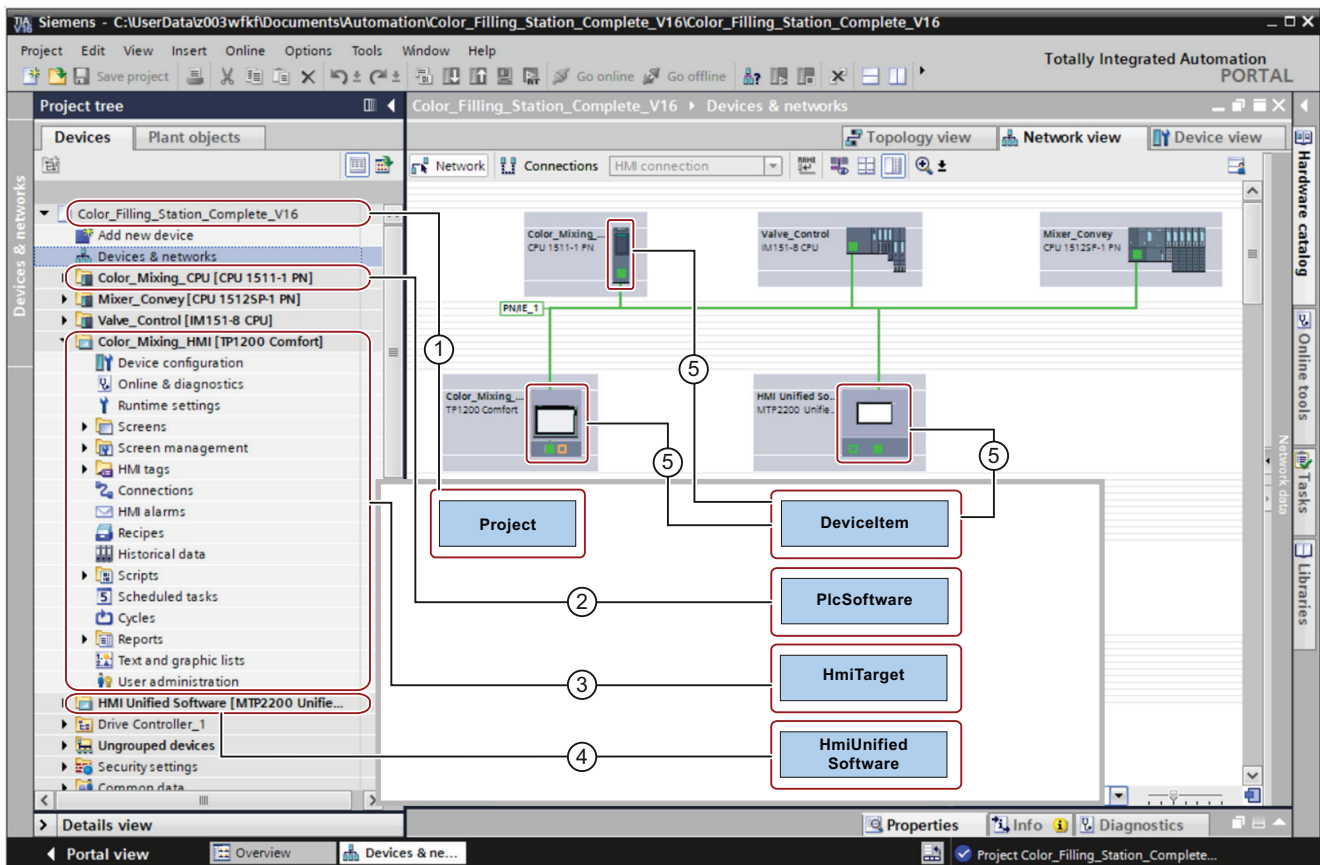 TIA V16 Siemens - C:\UserData\z003wfkf\Documents\Automation\Color_Filling_Station_Complete_V16\Color_Filling_Station_Complete_V16
Project Edit View Insert Online Options Tools Window Help
Totally Integrated Automation
PORTAL
Save project
Go online
Go offline
Project tree
Color_Filling_Station_Complete_V16 ▸ Devices & networks
Devices
Plant objects
Topology view
Network view
Device view
Network
Connections
HMI connection
Devices & networks
Color_Filling_Station_Complete_V16
Add new device
Devices & networks
Color_Mixing_CPU [CPU 1511-1 PN]
Mixer_Convey [CPU 1512SP-1 PN]
Valve_Control [IM151-8 CPU]
Color_Mixing_HMI [TP1200 Comfort]
Device configuration
Online & diagnostics
Runtime settings
Screens
Screen management
HMI tags
Connections
HMI alarms
Recipes
Historical data
Scripts
Scheduled tasks
Cycles
Reports
Text and graphic lists
User administration
HMI Unified Software [MTP2200 Unifie...
Drive Controller_1
Ungrouped devices
Security settings
Common data
Color_Mixing_...
CPU 1511-1 PN
Valve_Control
IM151-8 CPU
Mixer_Convey
CPU 1512SP-1 PN
PN/IE_1
Color_Mixing_...
TP1200 Comfort
HMI Unified So...
MTP2200 Unifie...
1
5
5
5
Project
DeviceItem
2
PlcSoftware
3
HmiTarget
4
HmiUnified
Software
Hardware catalog
Online tools
Tasks
Libraries
Network data
Details view
Properties
Info
Diagnostics
Portal view
Overview
Devices & ne...
Project Color_Filling_Station_Complete...